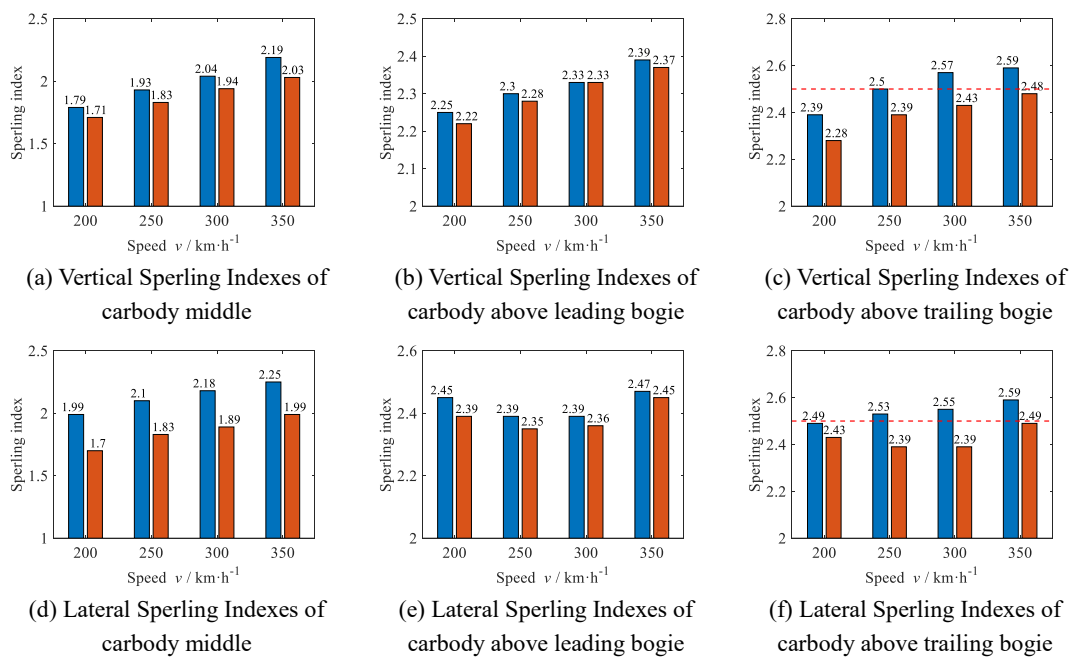 2.5
2
1.5
1
Sperling index
1.79
1.71
1.93
1.83
2.04
1.94
2.19
2.03
200 250 300 350
Speed v / km·h-1
(a) Vertical Sperling Indexes of
carbody middle
2.5
2.4
2.3
2.2
2.1
2
Sperling index
2.25
2.22
2.3
2.28
2.33
2.33
2.39
2.37
200 250 300 350
Speed v / km·h-1
(b) Vertical Sperling Indexes of
carbody above leading bogie
2.8
2.6
2.4
2.2
2
Sperling index
2.39
2.28
2.5
2.39
2.57
2.43
2.59
2.48
200 250 300 350
Speed v / km·h-1
(c) Vertical Sperling Indexes of
carbody above trailing bogie
2.5
2
1.5
1
Sperling index
1.99
1.7
2.1
1.83
2.18
1.89
2.25
1.99
200 250 300 350
Speed v / km·h-1
(d) Lateral Sperling Indexes of
carbody middle
2.6
2.4
2.2
2
Sperling index
2.45
2.39
2.39
2.35
2.39
2.36
2.47
2.45
200 250 300 350
Speed v / km·h-1
(e) Lateral Sperling Indexes of
carbody above leading bogie
2.8
2.6
2.4
2.2
2
Sperling index
2.49
2.43
2.53
2.39
2.55
2.39
2.59
2.49
200 250 300 350
Speed v / km·h-1
(f) Lateral Sperling Indexes of
carbody above trailing bogie